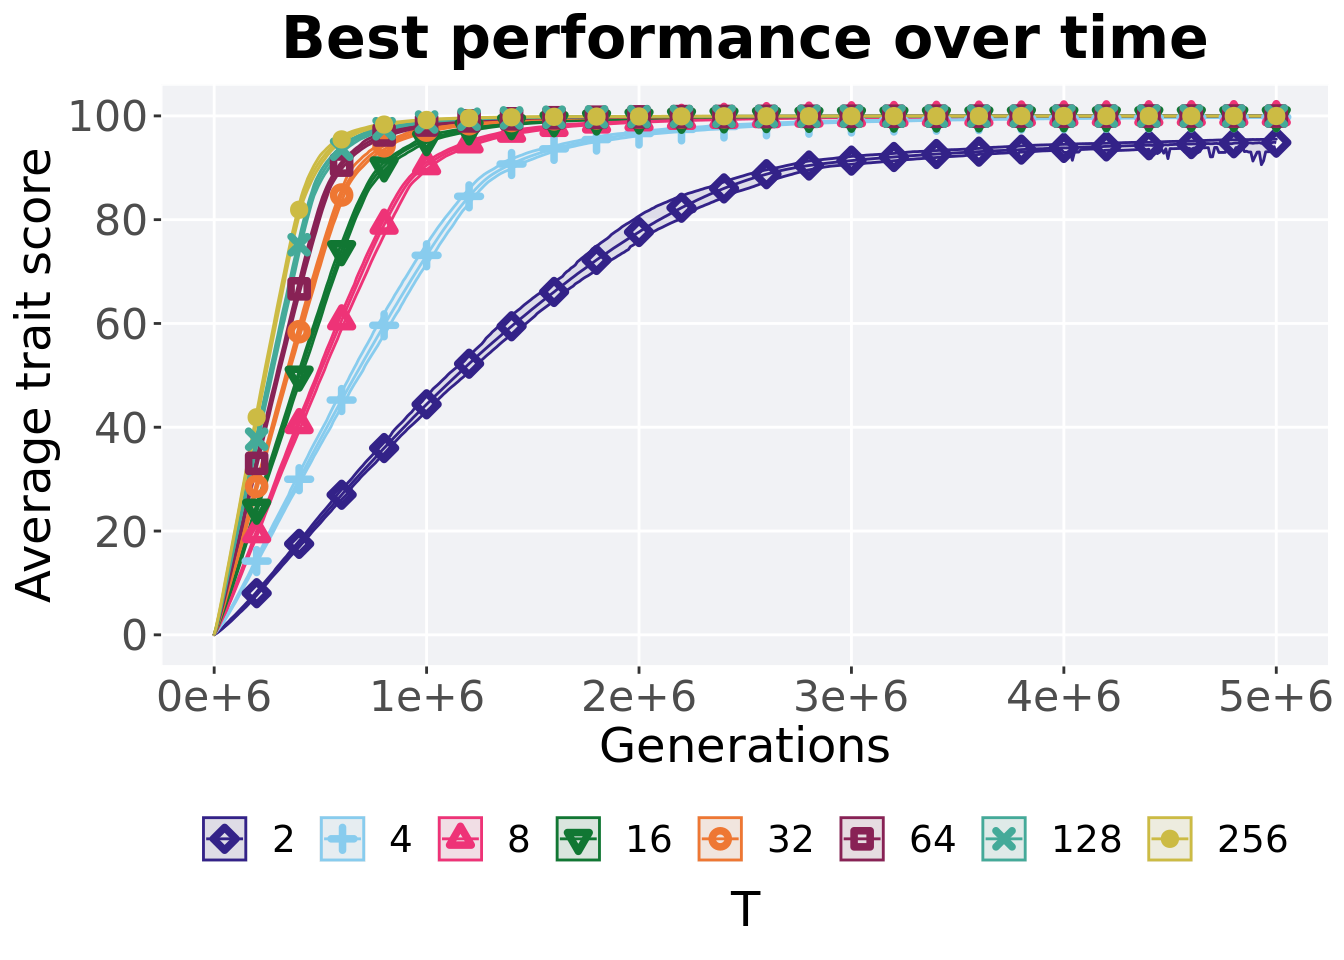 Best performance over time
Average trait score
100
80
60
40
20
0
0e+6 1e+6 2e+6 3e+6 4e+6 5e+6
Generations
2 4 8 16 32 64 128 256
T